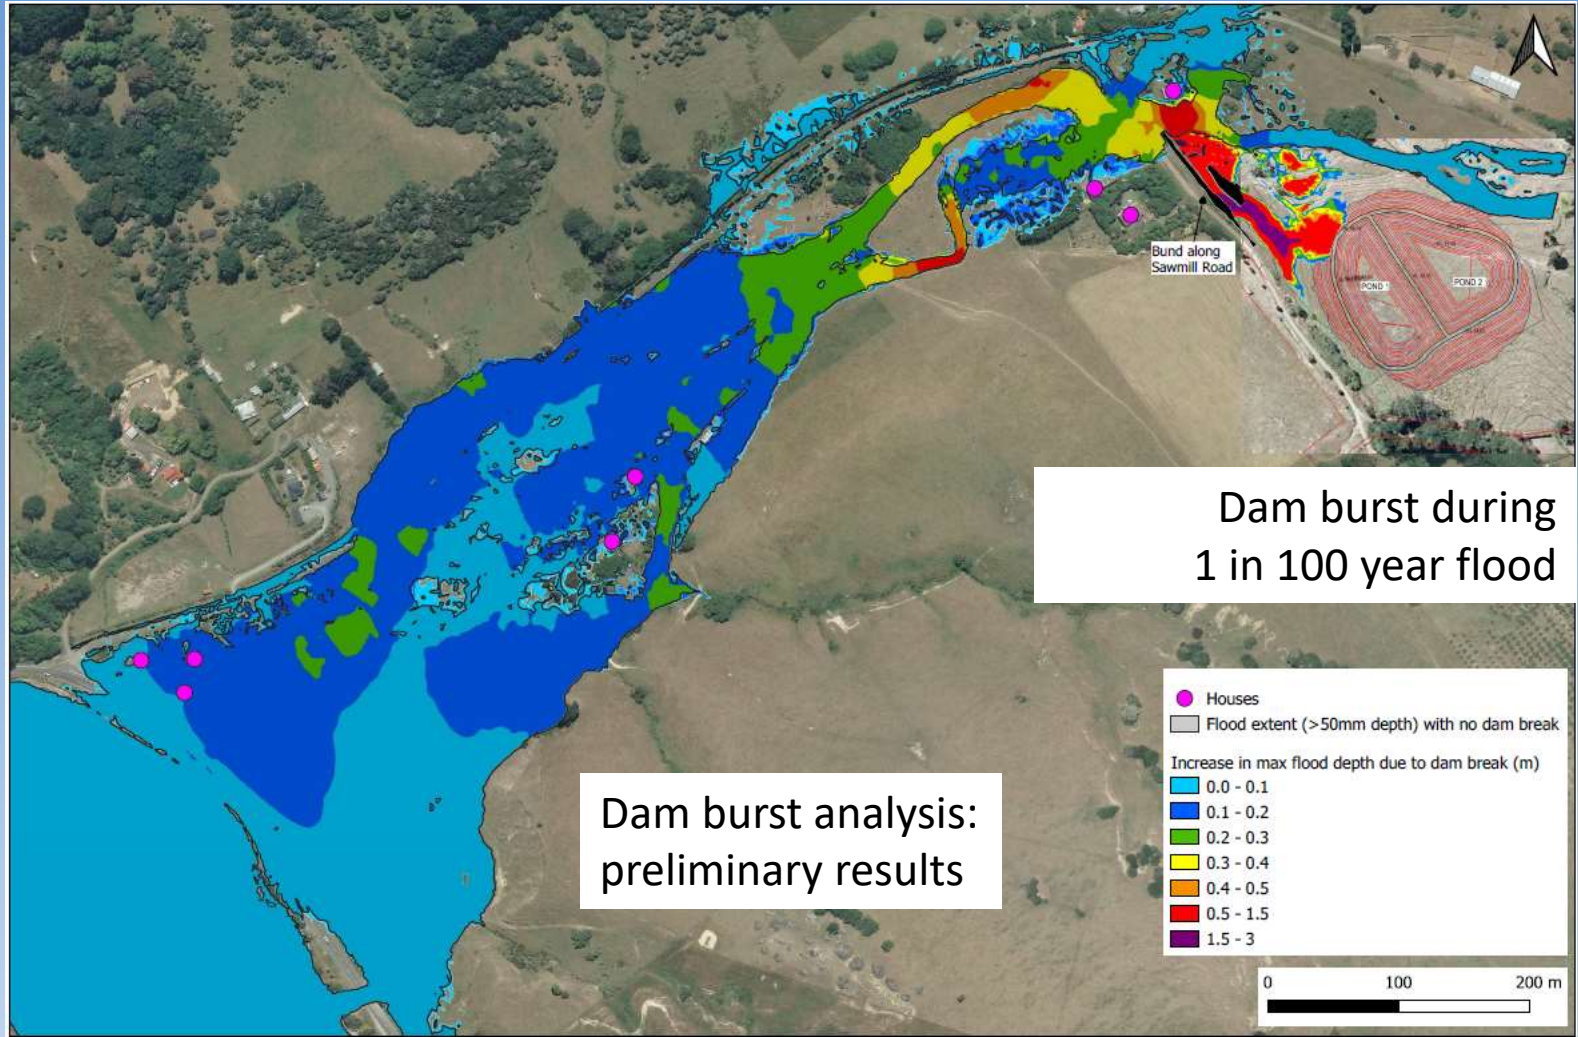 Bund along
Sawmill Road
POND 1
POND 2
Dam burst during
1 in 100 year flood
Dam burst analysis:
preliminary results
Houses
Flood extent (>50mm depth) with no dam break
Increase in max flood depth due to dam break (m)
0.0 - 0.1
0.1 - 0.2
0.2 - 0.3
0.3 - 0.4
0.4 - 0.5
0.5 - 1.5
1.5 - 3
0 100 200 m